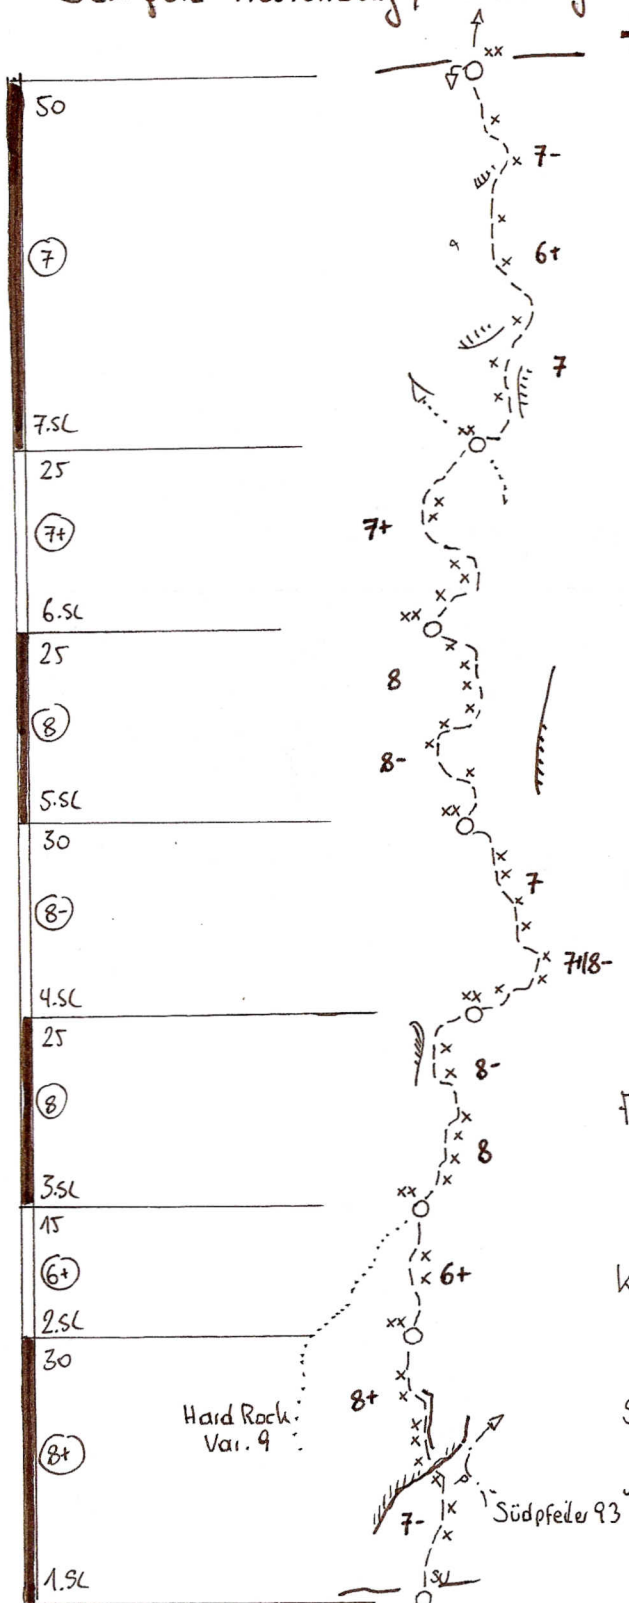 50
7-
7
6+
7
7.SL
25
7+
7+
6.SL
25
8
8
8-
5.SL
30
7
8-
7+/8-
4.SL
25
8-
8
8
3.SL
15
6+
6+
2.SL
30
8+
Hard Rock
Var. 9
8+
Südpfeiler 93
7-
SU
1.SL